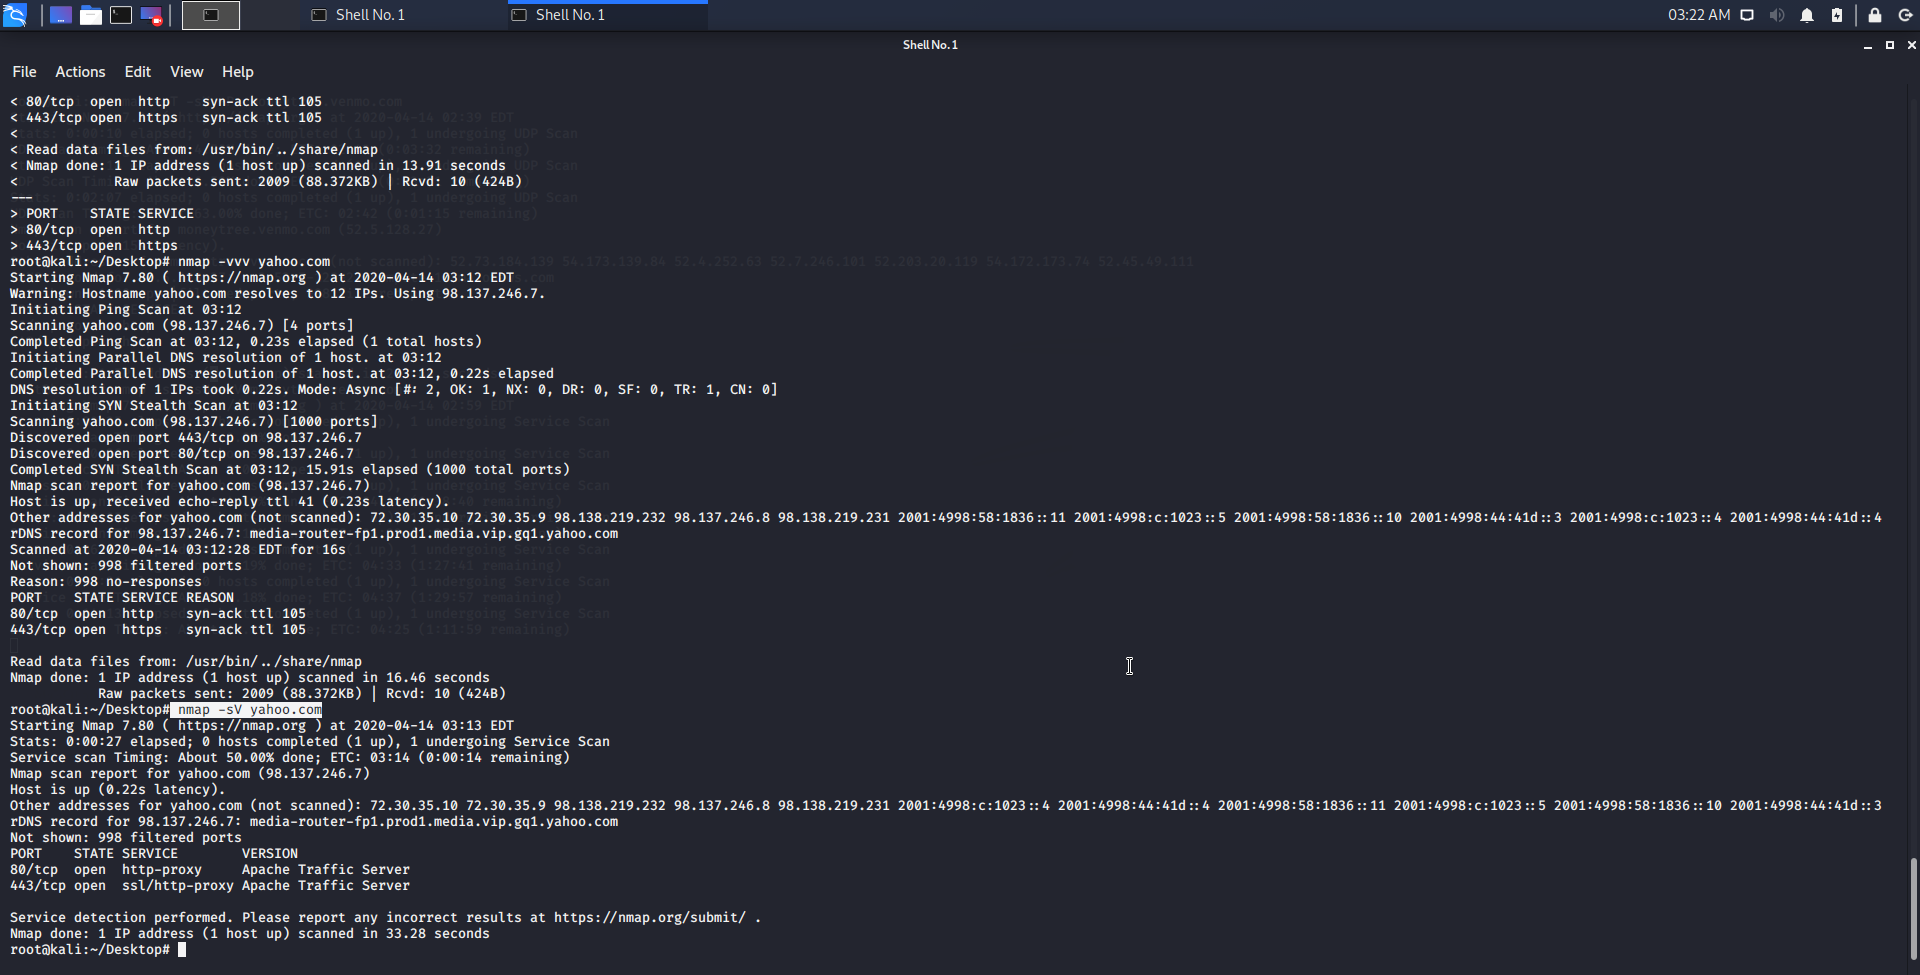 Shell No. 1
Shell No. 1
03:22 AM
Shell No. 1
File Actions Edit View Help
< 80/tcp  open  http    syn-ack ttl 105
< 443/tcp open  https   syn-ack ttl 105
<
< Read data files from: /usr/bin/../share/nmap
< Nmap done: 1 IP address (1 host up) scanned in 13.91 seconds
<            Raw packets sent: 2009 (88.372KB) | Rcvd: 10 (424B)
---
> PORT    STATE SERVICE
> 80/tcp  open  http
> 443/tcp open  https
root@kali:~/Desktop# nmap -vvv yahoo.com
Starting Nmap 7.80 ( https://nmap.org ) at 2020-04-14 03:12 EDT
Warning: Hostname yahoo.com resolves to 12 IPs. Using 98.137.246.7.
Initiating Ping Scan at 03:12
Scanning yahoo.com (98.137.246.7) [4 ports]
Completed Ping Scan at 03:12, 0.23s elapsed (1 total hosts)
Initiating Parallel DNS resolution of 1 host. at 03:12
Completed Parallel DNS resolution of 1 host. at 03:12, 0.22s elapsed
DNS resolution of 1 IPs took 0.22s. Mode: Async [#: 2, OK: 1, NX: 0, DR: 0, SF: 0, TR: 1, CN: 0]
Initiating SYN Stealth Scan at 03:12
Scanning yahoo.com (98.137.246.7) [1000 ports]
Discovered open port 443/tcp on 98.137.246.7
Discovered open port 80/tcp on 98.137.246.7
Completed SYN Stealth Scan at 03:12, 15.91s elapsed (1000 total ports)
Nmap scan report for yahoo.com (98.137.246.7)
Host is up, received echo-reply ttl 41 (0.23s latency).
Other addresses for yahoo.com (not scanned): 72.30.35.10 72.30.35.9 98.138.219.232 98.137.246.8 98.138.219.231 2001:4998:58:1836::11 2001:4998:c:1023::5 2001:4998:58:1836::10 2001:4998:44:41d::3 2001:4998:c:1023::4 2001:4998:44:41d::4
rDNS record for 98.137.246.7: media-router-fp1.prod1.media.vip.gq1.yahoo.com
Scanned at 2020-04-14 03:12:28 EDT for 16s
Not shown: 998 filtered ports
Reason: 998 no-responses
PORT    STATE SERVICE REASON
80/tcp  open  http    syn-ack ttl 105
443/tcp open  https   syn-ack ttl 105
Read data files from: /usr/bin/../share/nmap
Nmap done: 1 IP address (1 host up) scanned in 16.46 seconds
           Raw packets sent: 2009 (88.372KB) | Rcvd: 10 (424B)
root@kali:~/Desktop# nmap -sV yahoo.com
Starting Nmap 7.80 ( https://nmap.org ) at 2020-04-14 03:13 EDT
Stats: 0:00:27 elapsed; 0 hosts completed (1 up), 1 undergoing Service Scan
Service scan Timing: About 50.00% done; ETC: 03:14 (0:00:14 remaining)
Nmap scan report for yahoo.com (98.137.246.7)
Host is up (0.22s latency).
Other addresses for yahoo.com (not scanned): 72.30.35.10 72.30.35.9 98.138.219.232 98.137.246.8 98.138.219.231 2001:4998:c:1023::4 2001:4998:44:41d::4 2001:4998:58:1836::11 2001:4998:c:1023::5 2001:4998:58:1836::10 2001:4998:44:41d::3
rDNS record for 98.137.246.7: media-router-fp1.prod1.media.vip.gq1.yahoo.com
Not shown: 998 filtered ports
PORT    STATE SERVICE        VERSION
80/tcp  open  http-proxy     Apache Traffic Server
443/tcp open  ssl/http-proxy Apache Traffic Server
Service detection performed. Please report any incorrect results at https://nmap.org/submit/ .
Nmap done: 1 IP address (1 host up) scanned in 33.28 seconds
root@kali:~/Desktop#